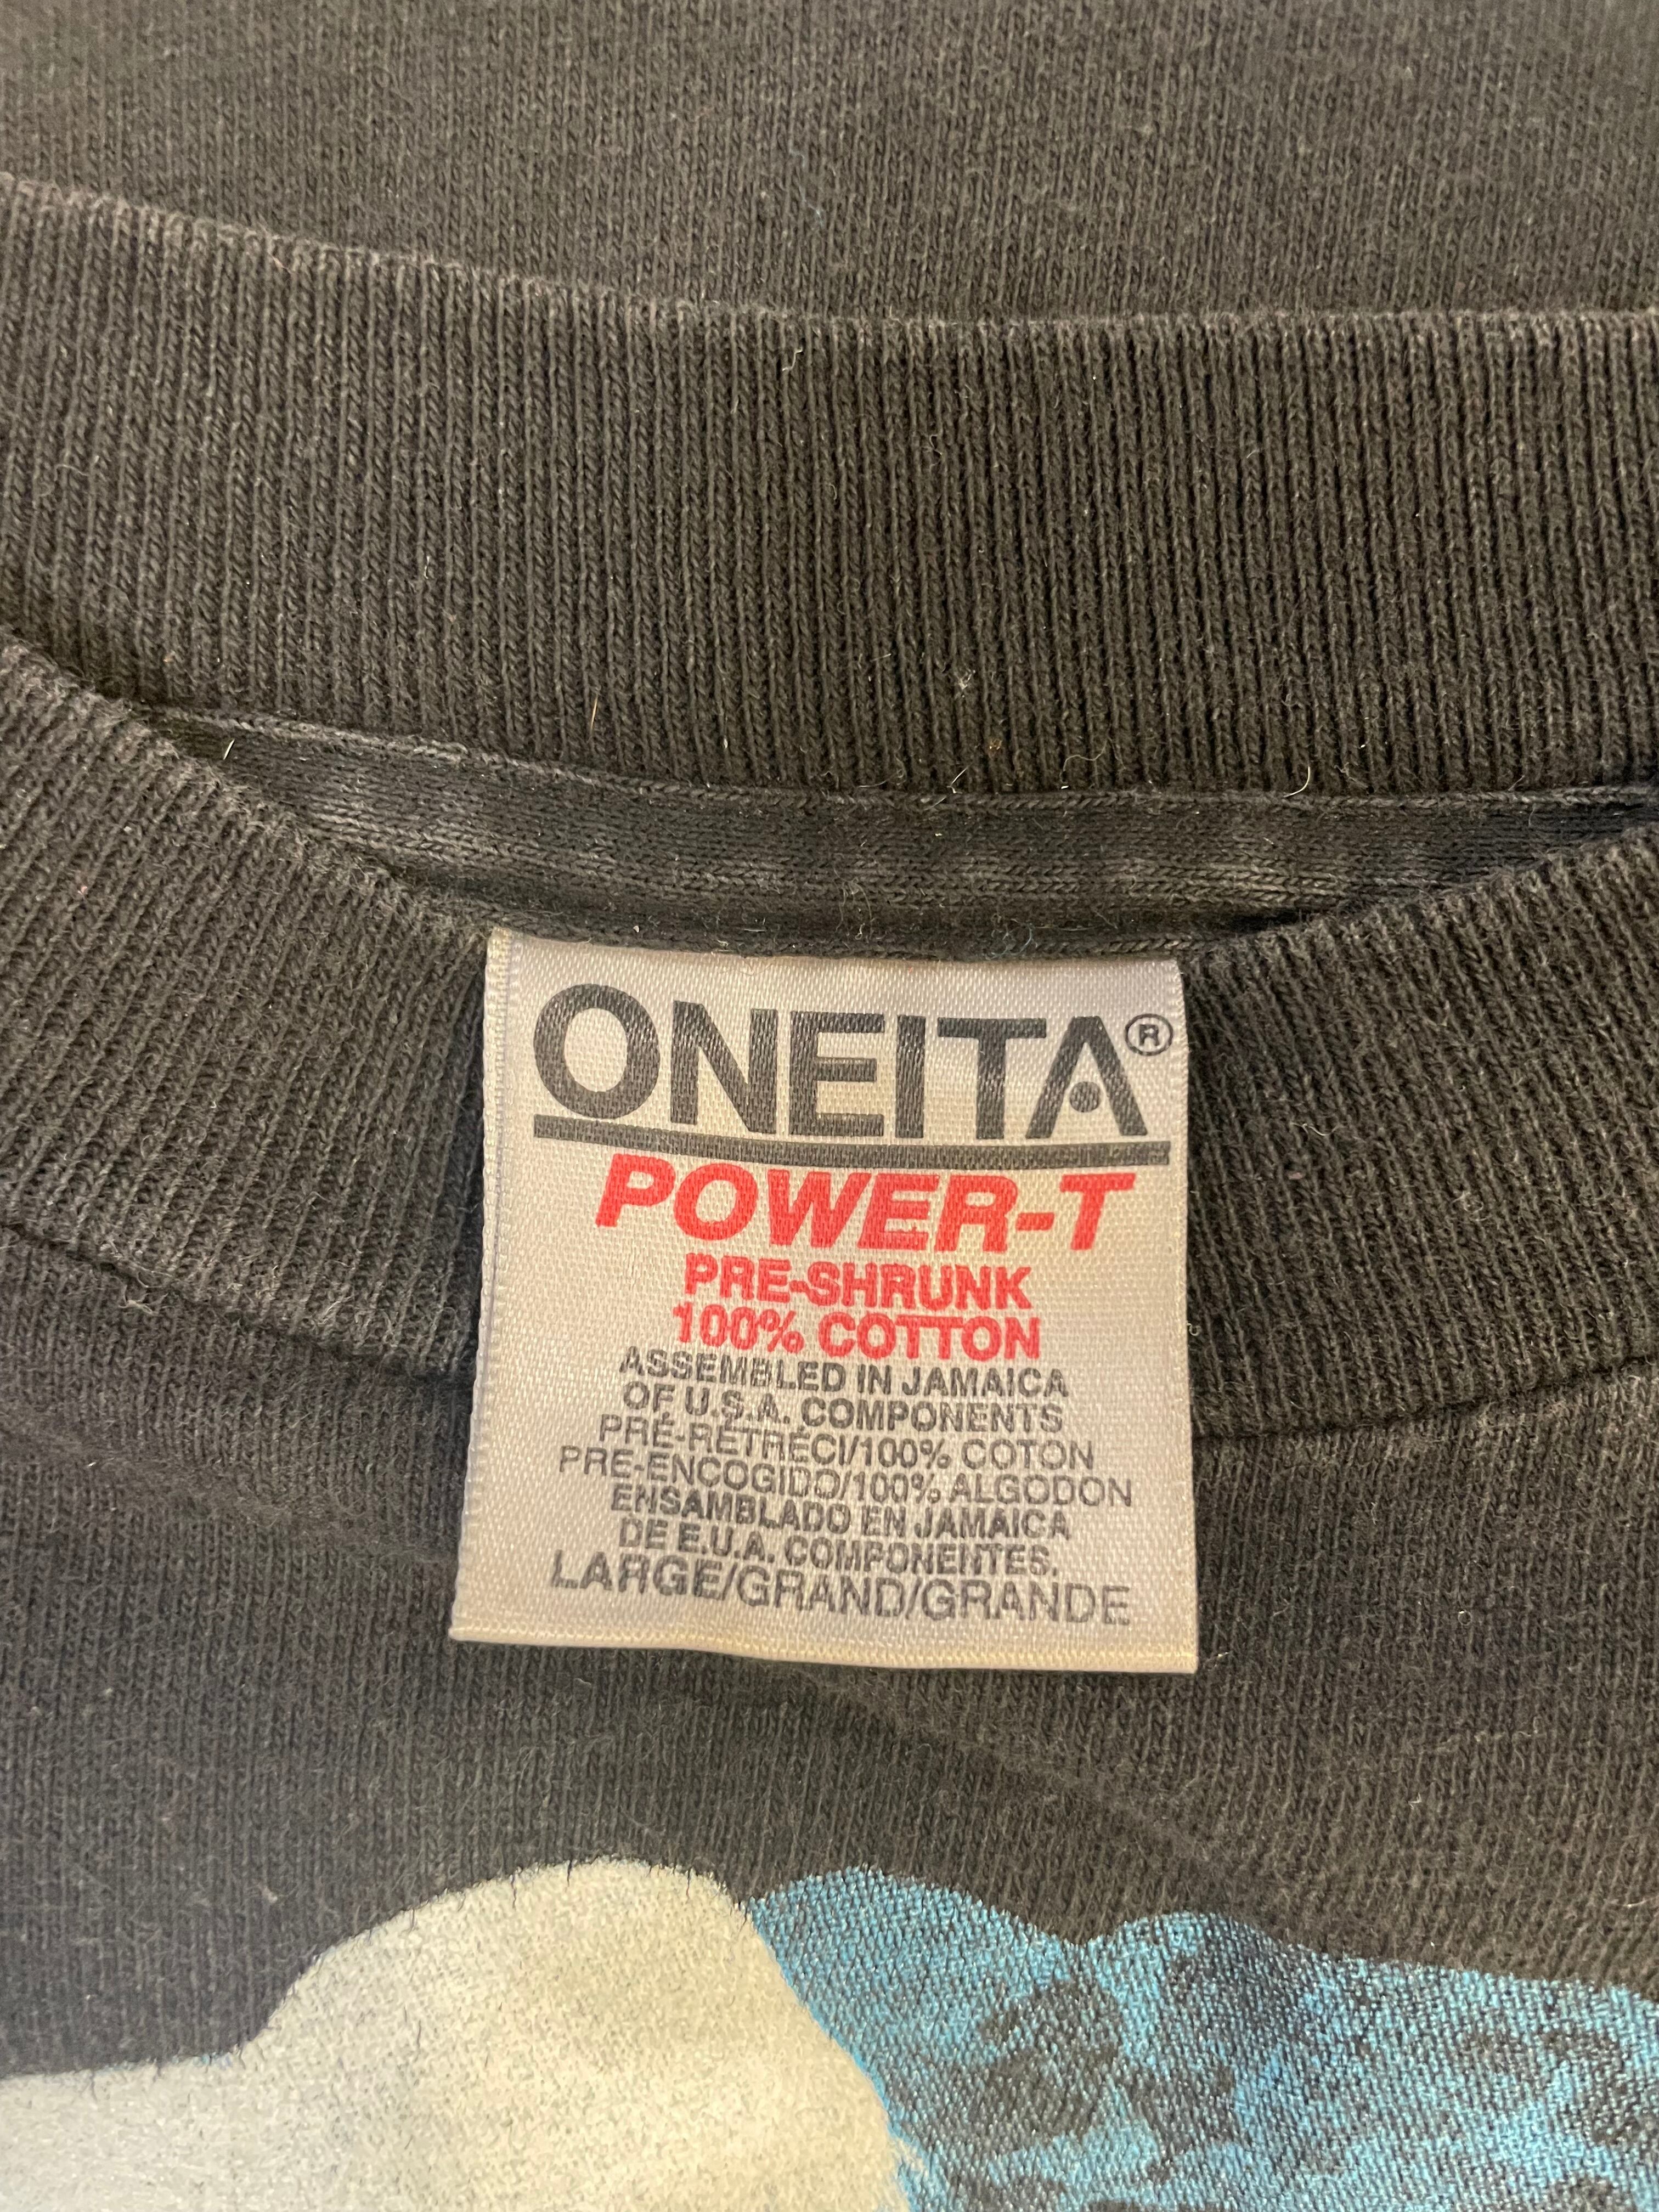 ONEITA®
POWER-T
PRE-SHRUNK
100% COTTON
ASSEMBLED IN JAMAICA
OF U.S.A. COMPONENTS
PRÉ-RÉTRÉCI/100% COTON
PRE-ENCOGIDO/100% ALGODON
ENSAMBLADO EN JAMAICA
DE E.U.A. COMPONENTES.
LARGE/GRAND/GRANDE